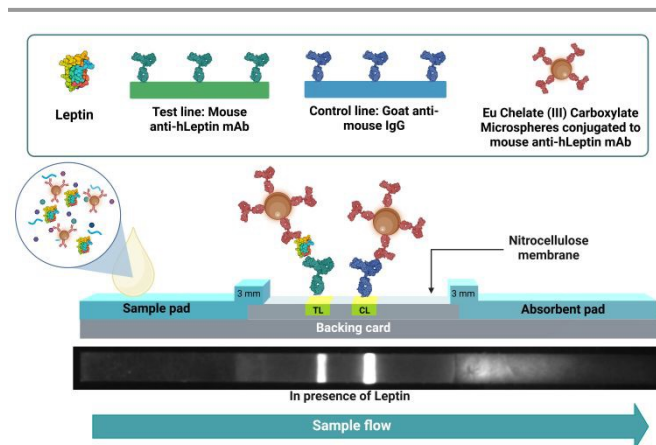 Leptin
Test line: Mouse
anti-hLeptin mAb
Control line: Goat anti-
mouse IgG
Eu Chelate (III) Carboxylate
Microspheres conjugated to
mouse anti-hLeptin mAb
Nitrocellulose
membrane
3 mm
3 mm
Sample pad
TL
CL
Absorbent pad
Backing card
In presence of Leptin
Sample flow